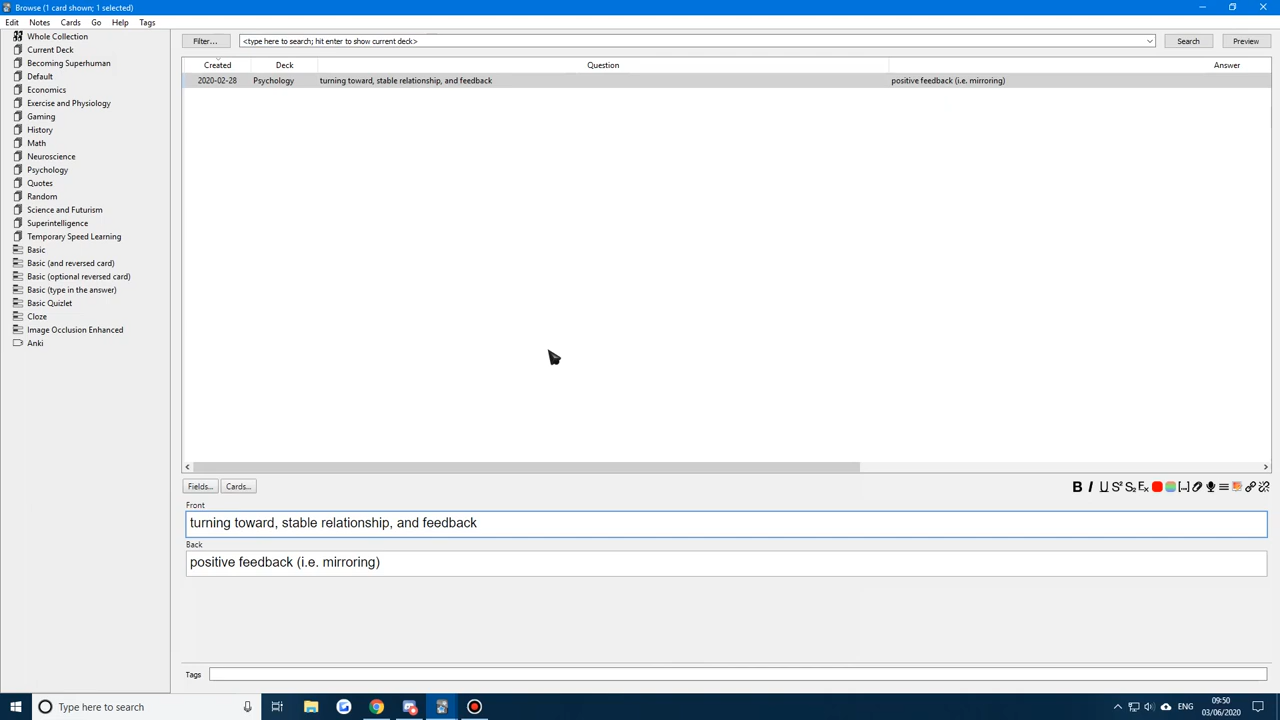 Browse (1 card shown; 1 selected)
Edit Notes Cards Go Help Tags
Whole Collection
Current Deck
Becoming Superhuman
Default
Economics
Exercise and Physiology
Gaming
History
Math
Neuroscience
Psychology
Quotes
Random
Science and Futurism
Superintelligence
Temporary Speed Learning
Basic
Basic (and reversed card)
Basic (optional reversed card)
Basic (type in the answer)
Basic Quizlet
Cloze
Image Occlusion Enhanced
Anki
Filter... <type here to search; hit enter to show current deck> Search Preview
Created Deck Question Answer
2020-02-28 Psychology turning toward, stable relationship, and feedback positive feedback (i.e. mirroring)
Fields... Cards...
B I U S² S₂ Ex [...]
Front
turning toward, stable relationship, and feedback
Back
positive feedback (i.e. mirroring)
Tags
Type here to search
ENG
09:50
03/06/2020